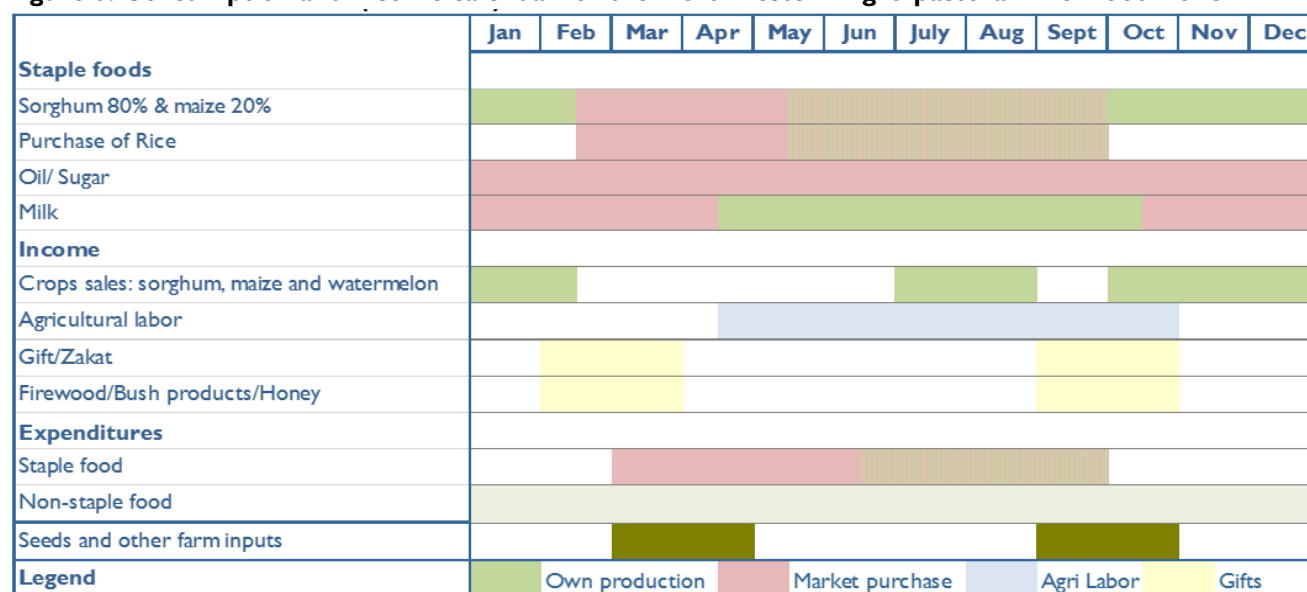 Jan Feb Mar Apr May Jun July Aug Sept Oct Nov Dec
Staple foods
Sorghum 80% & maize 20%
Purchase of Rice
Oil/ Sugar
Milk
Income
Crops sales: sorghum, maize and watermelon
Agricultural labor
Gift/Zakat
Firewood/Bush products/Honey
Expenditures
Staple food
Non-staple food
Seeds and other farm inputs
Legend Own production Market purchase Agri Labor Gifts